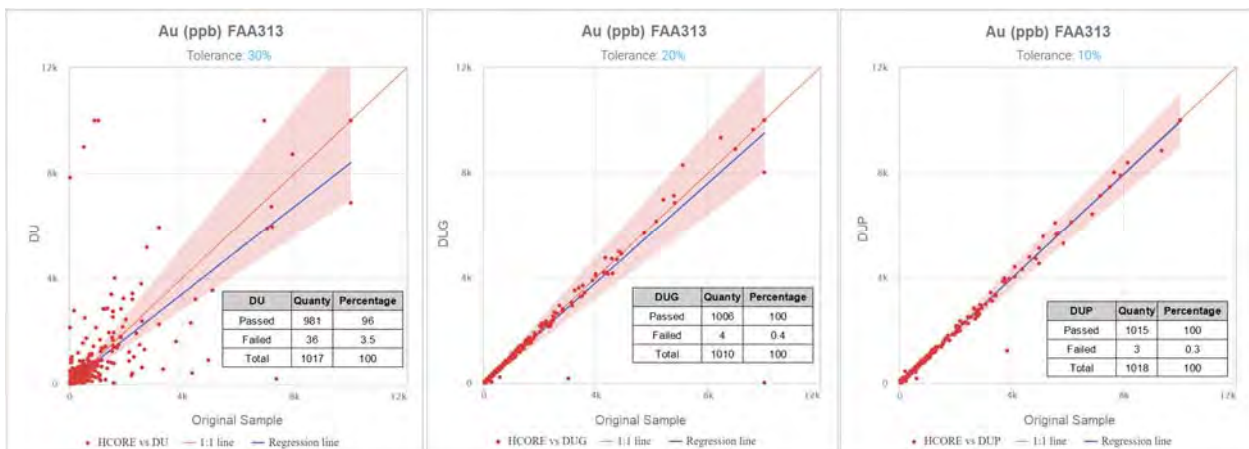 Au (ppb) FAA313
Tolerance: 30%
12k
8k
4k
0
DU
0
4k
8k
12k
DU Quanty Percentage
Passed 981 96
Failed 36 3.5
Total 1017 100
Original Sample
HCORE vs DU 1:1 line Regression line
Au (ppb) FAA313
Tolerance: 20%
12k
8k
4k
0
DLG
0
4k
8k
12k
DUG Quanty Percentage
Passed 1006 100
Failed 4 0.4
Total 1010 100
Original Sample
HCORE vs DUG 1:1 line Regression line
Au (ppb) FAA313
Tolerance: 10%
12k
8k
4k
0
DUP
0
4k
8k
12k
DUP Quanty Percentage
Passed 1015 100
Failed 3 0.3
Total 1018 100
Original Sample
HCORE vs DUP 1:1 line Regression line